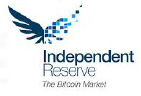 Independent
Reserve
The Bitcoin Market